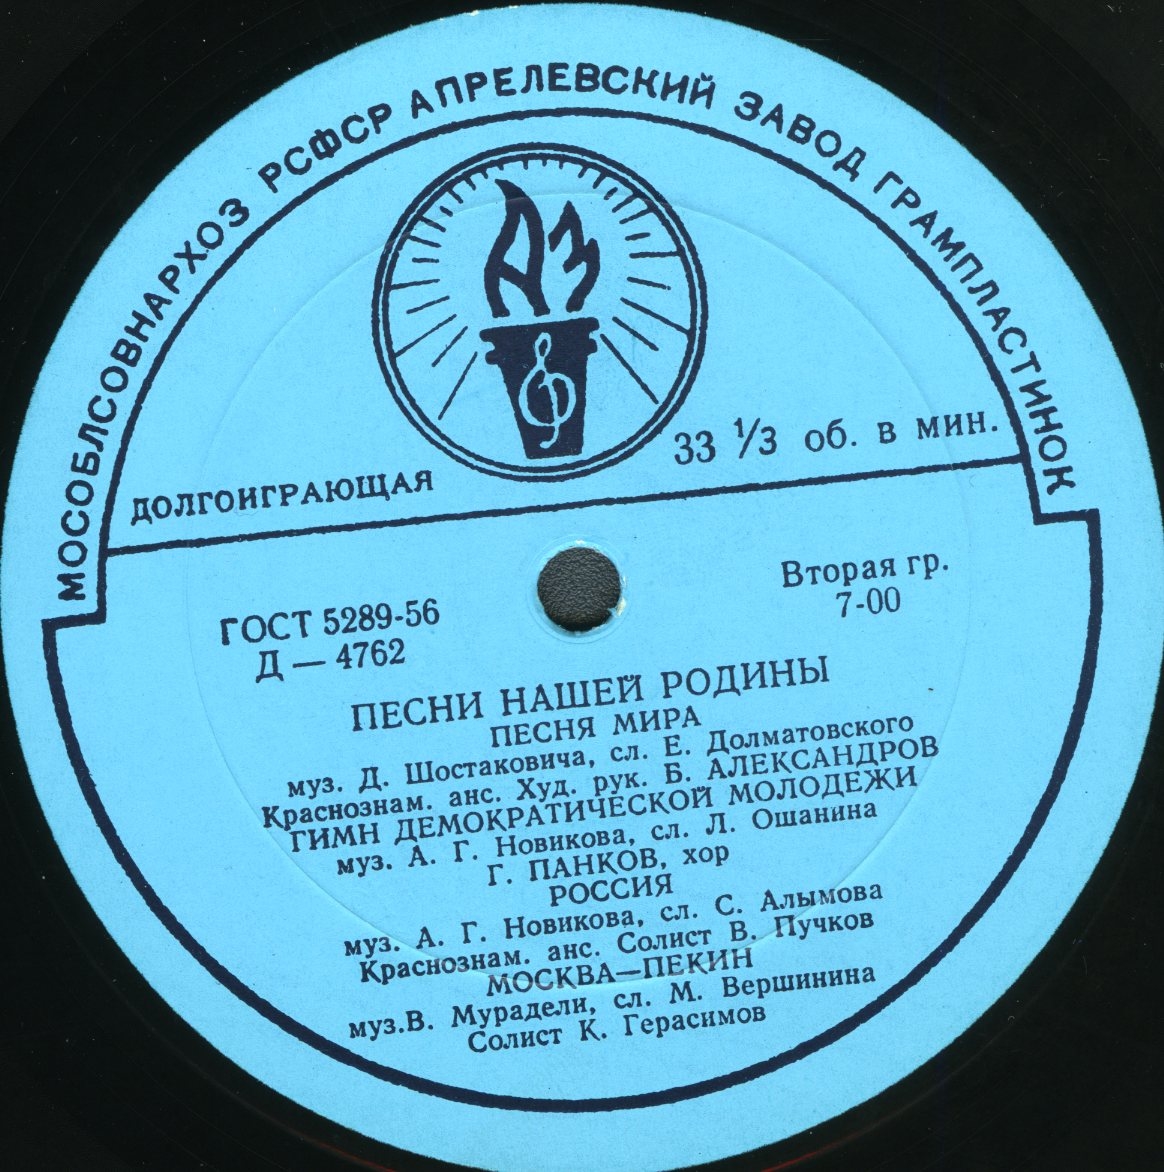 МОСОБЛСОВНАРХОЗ РСФСР АПРЕЛЕВСКИЙ ЗАВОД ГРАМПЛАСТИНОК
АЗ
ДОЛГОИГРАЮЩАЯ
33 1/3 об. в мин.
ГОСТ 5289-56
Д — 4762
Вторая гр.
7-00
ПЕСНИ НАШЕЙ РОДИНЫ
ПЕСНЯ МИРА
муз. Д. Шостаковича, сл. Е. Долматовского
Краснознам. анс. Худ. рук. Б. АЛЕКСАНДРОВ
ГИМН ДЕМОКРАТИЧЕСКОЙ МОЛОДЕЖИ
муз. А. Г. Новикова, сл. Л. Ошанина
Г. ПАНКОВ, хор
РОССИЯ
муз. А. Г. Новикова, сл. С. Алымова
Краснознам. анс. Солист В. Пучков
МОСКВА—ПЕКИН
муз.В. Мурадели, сл. М. Вершинина
Солист К. Герасимов